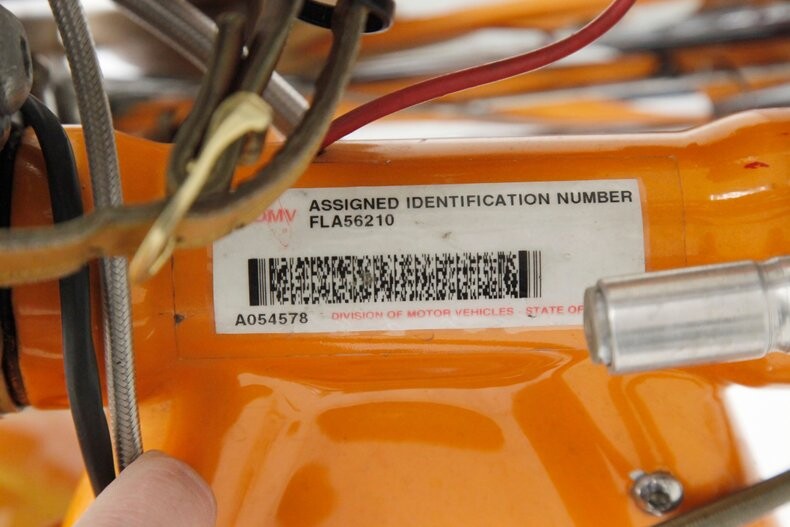 DMV
ASSIGNED IDENTIFICATION NUMBER
FLA56210
A054578 DIVISION OF MOTOR VEHICLES STATE OF